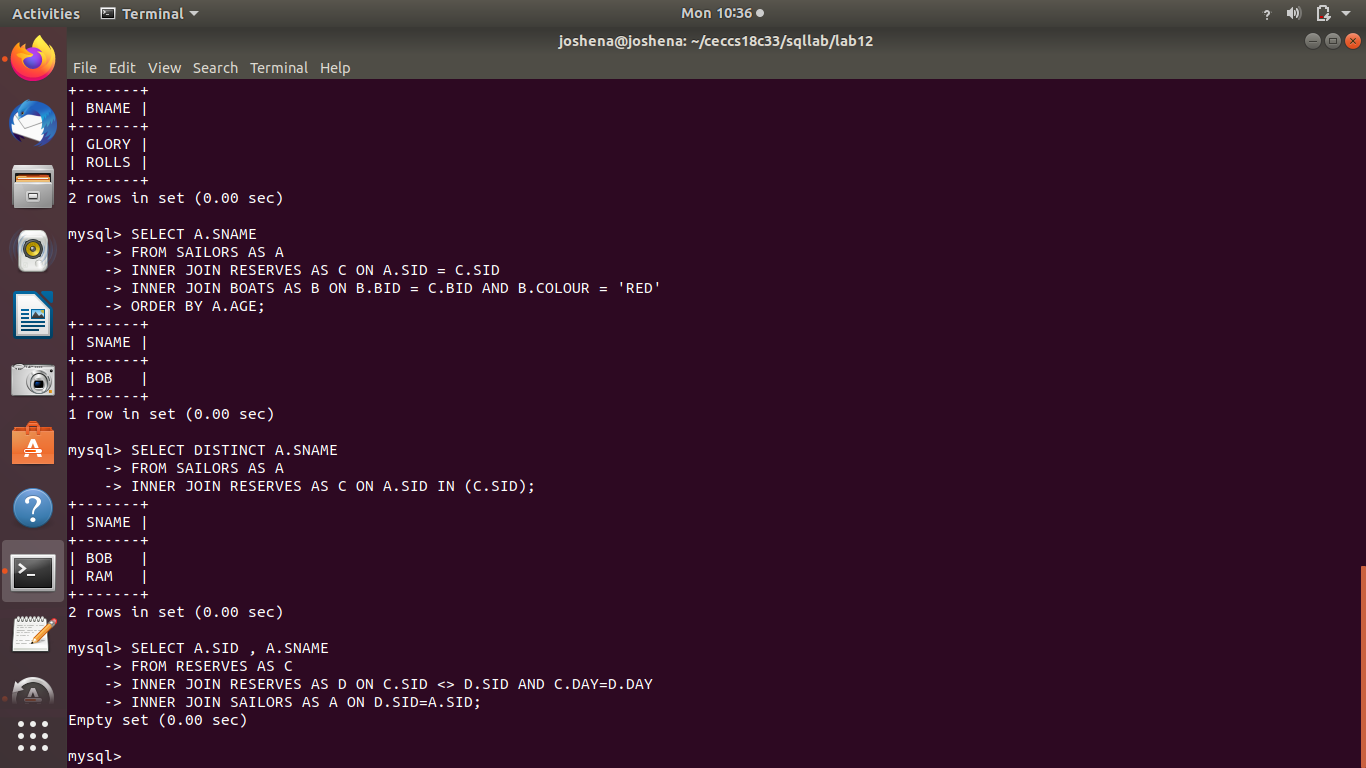 Activities Terminal Mon 10:36 ?
joshena@joshena: ~/ceccs18c33/sqllab/lab12
File Edit View Search Terminal Help
+-------+
| BNAME |
+-------+
| GLORY |
| ROLLS |
+-------+
2 rows in set (0.00 sec)
mysql> SELECT A.SNAME
    -> FROM SAILORS AS A
    -> INNER JOIN RESERVES AS C ON A.SID = C.SID
    -> INNER JOIN BOATS AS B ON B.BID = C.BID AND B.COLOUR = 'RED'
    -> ORDER BY A.AGE;
+-------+
| SNAME |
+-------+
| BOB   |
+-------+
1 row in set (0.00 sec)
mysql> SELECT DISTINCT A.SNAME
    -> FROM SAILORS AS A
    -> INNER JOIN RESERVES AS C ON A.SID IN (C.SID);
+-------+
| SNAME |
+-------+
| BOB   |
| RAM   |
+-------+
2 rows in set (0.00 sec)
mysql> SELECT A.SID , A.SNAME
    -> FROM RESERVES AS C
    -> INNER JOIN RESERVES AS D ON C.SID <> D.SID AND C.DAY=D.DAY
    -> INNER JOIN SAILORS AS A ON D.SID=A.SID;
Empty set (0.00 sec)
mysql>